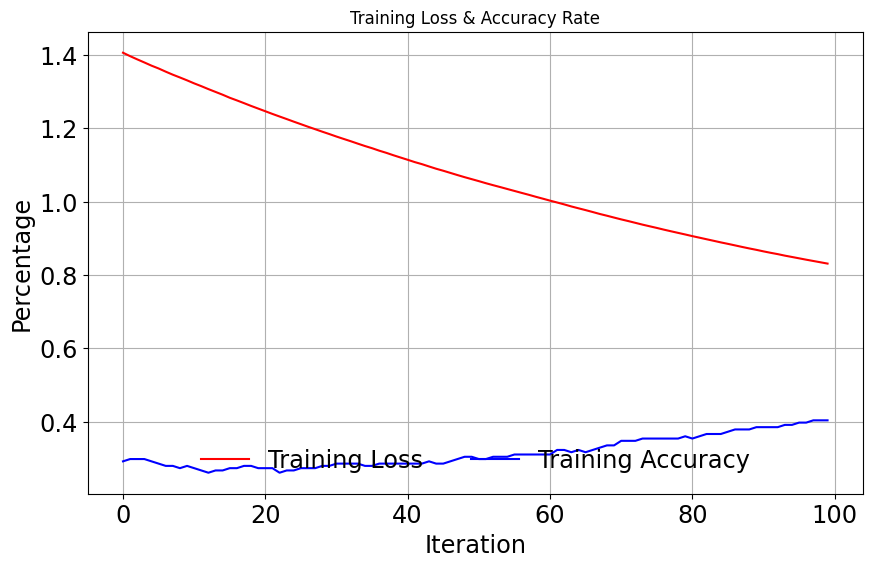 Training Loss & Accuracy Rate
1.4
1.2
1.0
0.8
0.6
0.4
Percentage
Training Loss
Training Accuracy
0
20
40
60
80
100
Iteration